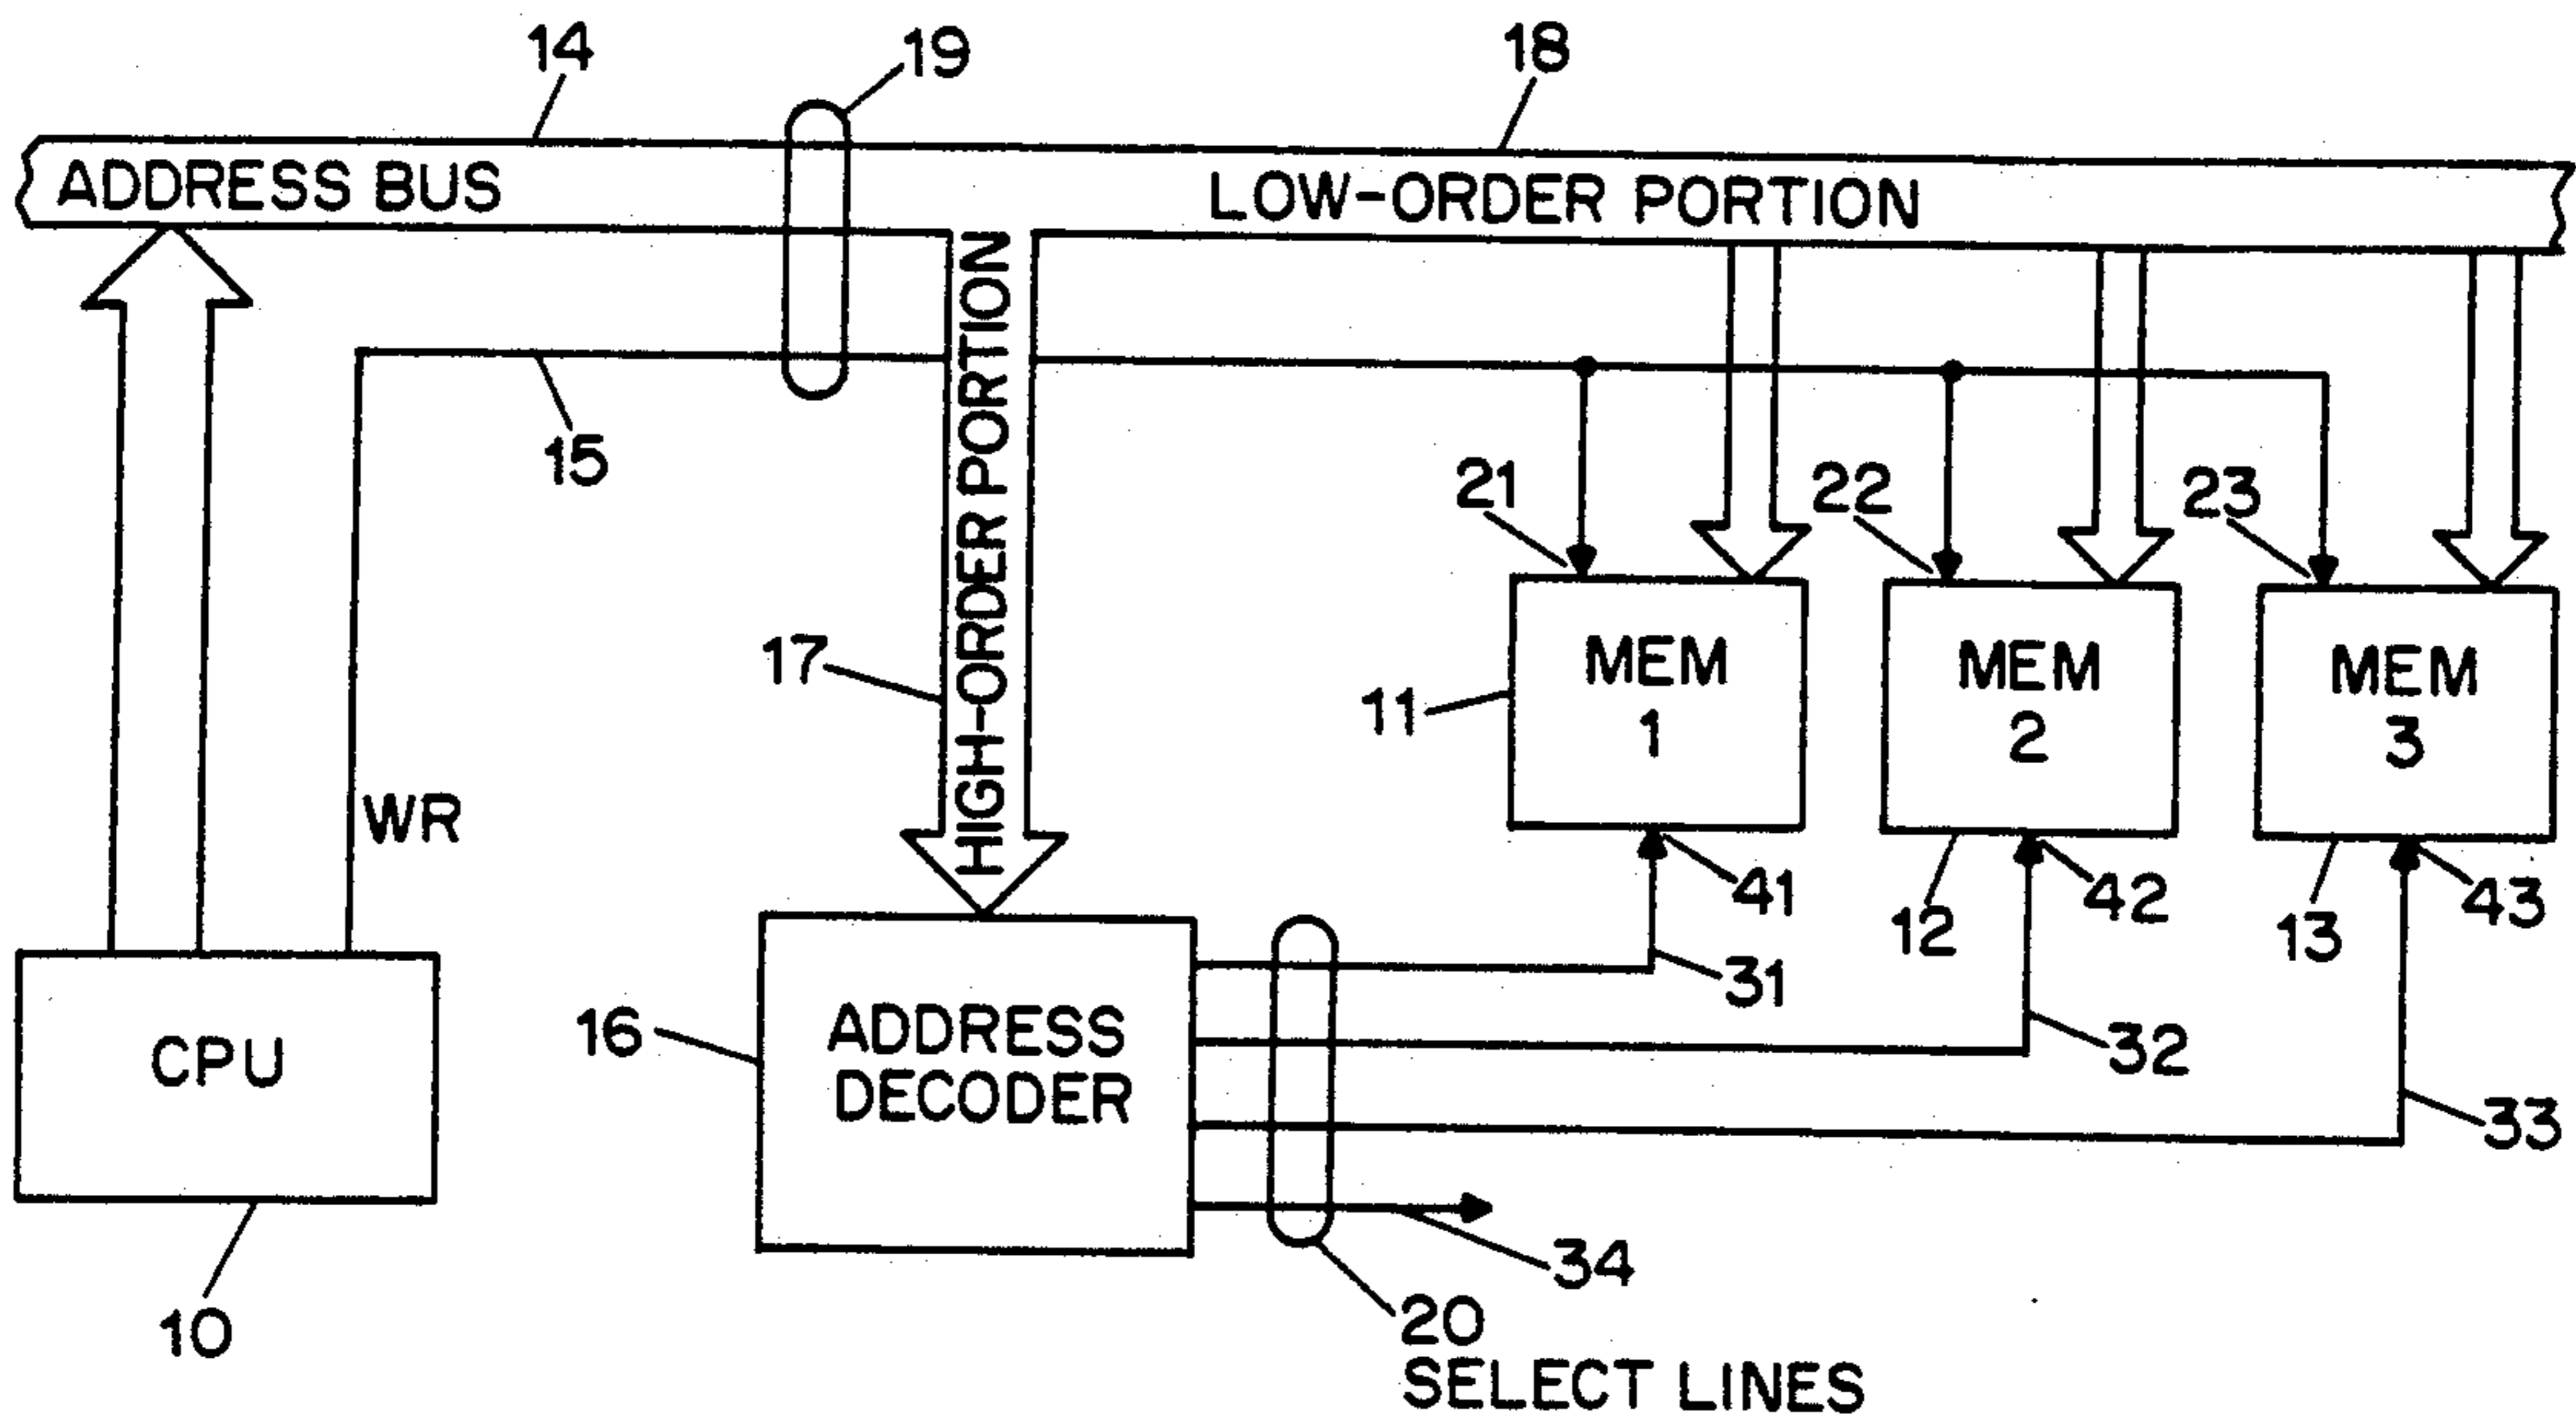 14
19
18
ADDRESS BUS
LOW-ORDER PORTION
HIGH-ORDER PORTION
15
21
22
23
17
11
MEM
1
MEM
2
MEM
3
WR
41
12
42
13
43
31
16
ADDRESS
DECODER
CPU
32
33
34
10
20
SELECT LINES